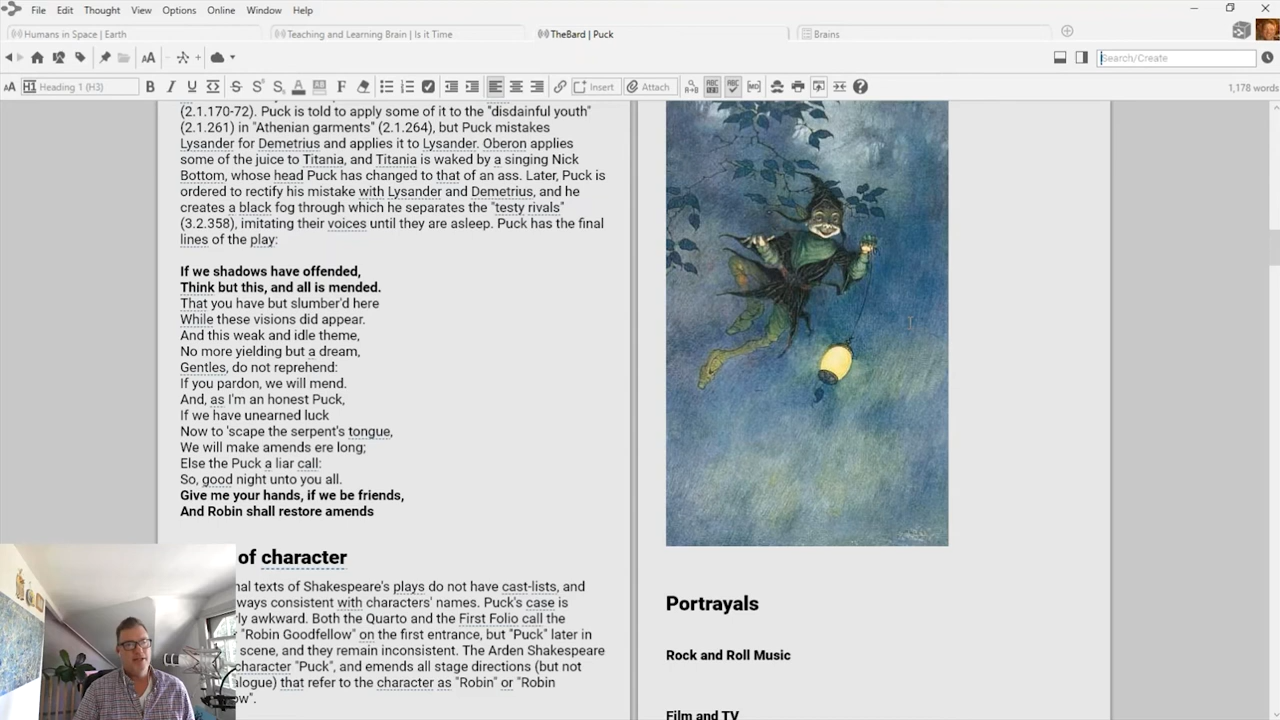 File Edit Thought View Options Online Window Help
Humans in Space | Earth
Teaching and Learning Brain | Is it Time
TheBard | Puck
Brains
AA
Search/Create
AA H1 Heading 1 (H3)
B I U S S S A F
Insert
Attach
1,178 words
(2.1.170-72). Puck is told to apply some of it to the "disdainful youth"
(2.1.261) in "Athenian garments" (2.1.264), but Puck mistakes
Lysander for Demetrius and applies it to Lysander. Oberon applies
some of the juice to Titania, and Titania is waked by a singing Nick
Bottom, whose head Puck has changed to that of an ass. Later, Puck is
ordered to rectify his mistake with Lysander and Demetrius, and he
creates a black fog through which he separates the "testy rivals"
(3.2.358), imitating their voices until they are asleep. Puck has the final
lines of the play:
If we shadows have offended,
Think but this, and all is mended.
That you have but slumber'd here
While these visions did appear.
And this weak and idle theme,
No more yielding but a dream,
Gentles, do not reprehend:
If you pardon, we will mend.
And, as I'm an honest Puck,
If we have unearned luck
Now to 'scape the serpent's tongue,
We will make amends ere long;
Else the Puck a liar call:
So, good night unto you all.
Give me your hands, if we be friends,
And Robin shall restore amends
of character
nal texts of Shakespeare's plays do not have cast-lists, and
ways consistent with characters' names. Puck's case is
ly awkward. Both the Quarto and the First Folio call the
"Robin Goodfellow" on the first entrance, but "Puck" later in
scene, and they remain inconsistent. The Arden Shakespeare
character "Puck", and emends all stage directions (but not
alogue) that refer to the character as "Robin" or "Robin
ow".
Portrayals
Rock and Roll Music
Film and TV